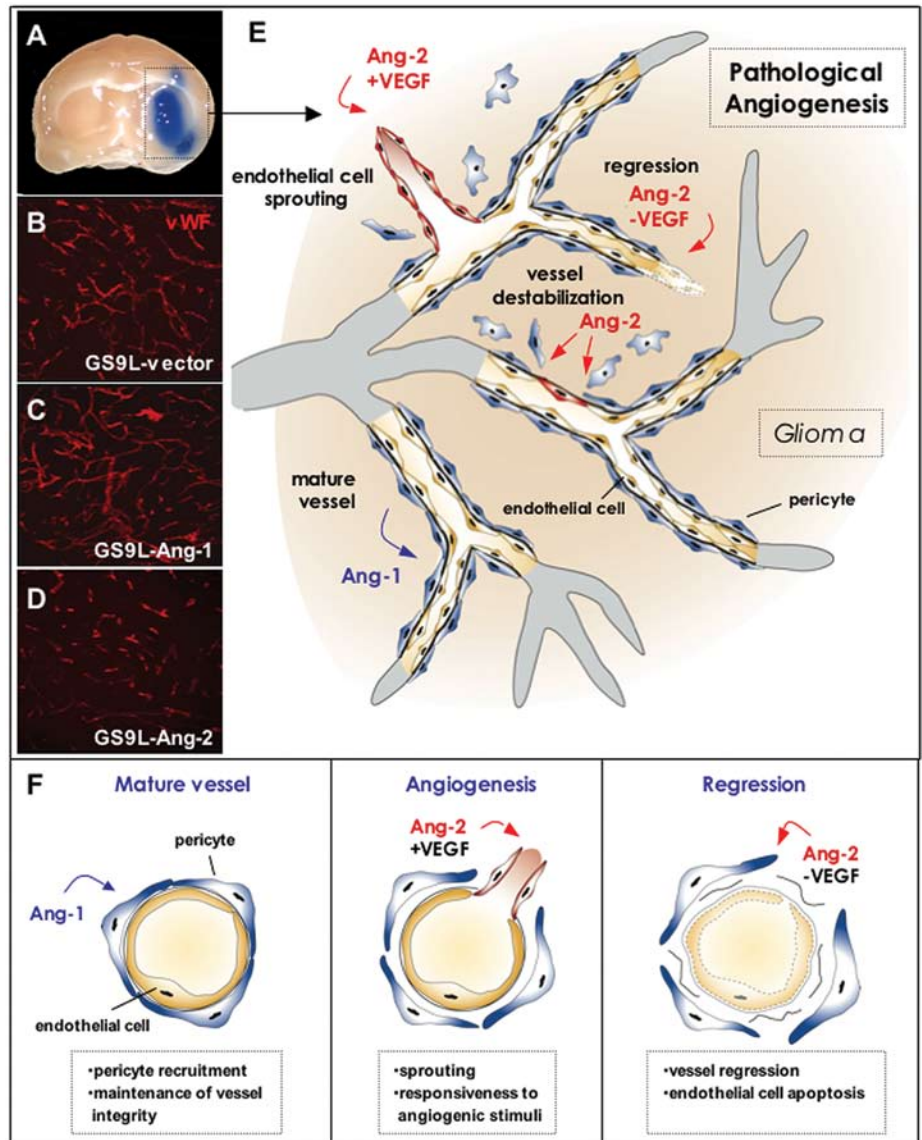 A
B
vWF
GS9L-vector
C
GS9L-Ang-1
D
GS9L-Ang-2
E
Ang-2
+VEGF
Pathological
Angiogenesis
endothelial cell
sprouting
regression
Ang-2
-VEGF
vessel
destabilization
Ang-2
Glioma
mature
vessel
endothelial cell
pericyte
Ang-1
F
Mature vessel
pericyte
Ang-1
endothelial cell
•pericyte recruitment
•maintenance of vessel
integrity
Angiogenesis
Ang-2
+VEGF
•sprouting
•responsiveness to
angiogenic stimuli
Regression
Ang-2
-VEGF
•vessel regression
•endothelial cell apoptosis